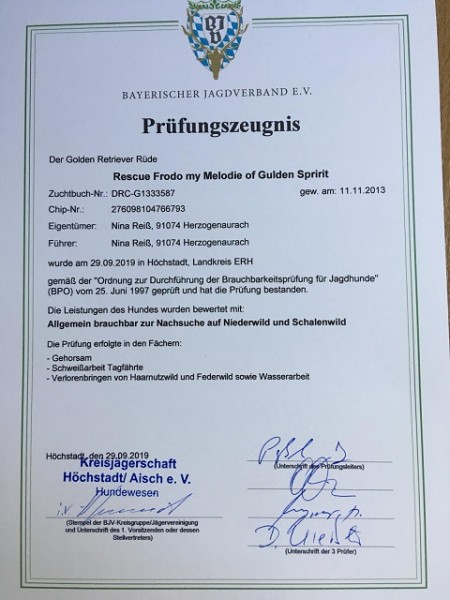 BJV
BAYERISCHER JAGDVERBAND E.V.
Prüfungszeugnis
Der Golden Retriever Rüde
Rescue Frodo my Melodie of Gulden Spririt
Zuchtbuch-Nr.: DRC-G1333587 gew. am: 11.11.2013
Chip-Nr.: 276098104766793
Eigentümer: Nina Reiß, 91074 Herzogenaurach
Führer: Nina Reiß, 91074 Herzogenaurach
wurde am 29.09.2019 in Höchstadt, Landkreis ERH
gemäß der "Ordnung zur Durchführung der Brauchbarkeitsprüfung für Jagdhunde"
(BPO) vom 25. Juni 1997 geprüft und hat die Prüfung bestanden.
Die Leistungen des Hundes wurden bewertet mit:
Allgemein brauchbar zur Nachsuche auf Niederwild und Schalenwild
Die Prüfung erfolgte in den Fächern:
- Gehorsam
- Schweißarbeit Tagfährte
- Verlorenbringen von Haarnutzwild und Federwild sowie Wasserarbeit
Höchstadt, den 29.09.2019
Kreisjägerschaft
Höchstadt/ Aisch e. V.
Hundewesen
i.V.
(Stempel der BJV-Kreisgruppe/Jägervereinigung
und Unterschrift des 1. Vorsitzenden oder dessen
Stellvertreters)
(Unterschrift des Prüfungsleiters)
D.
(Unterschrift der 3 Prüfer)